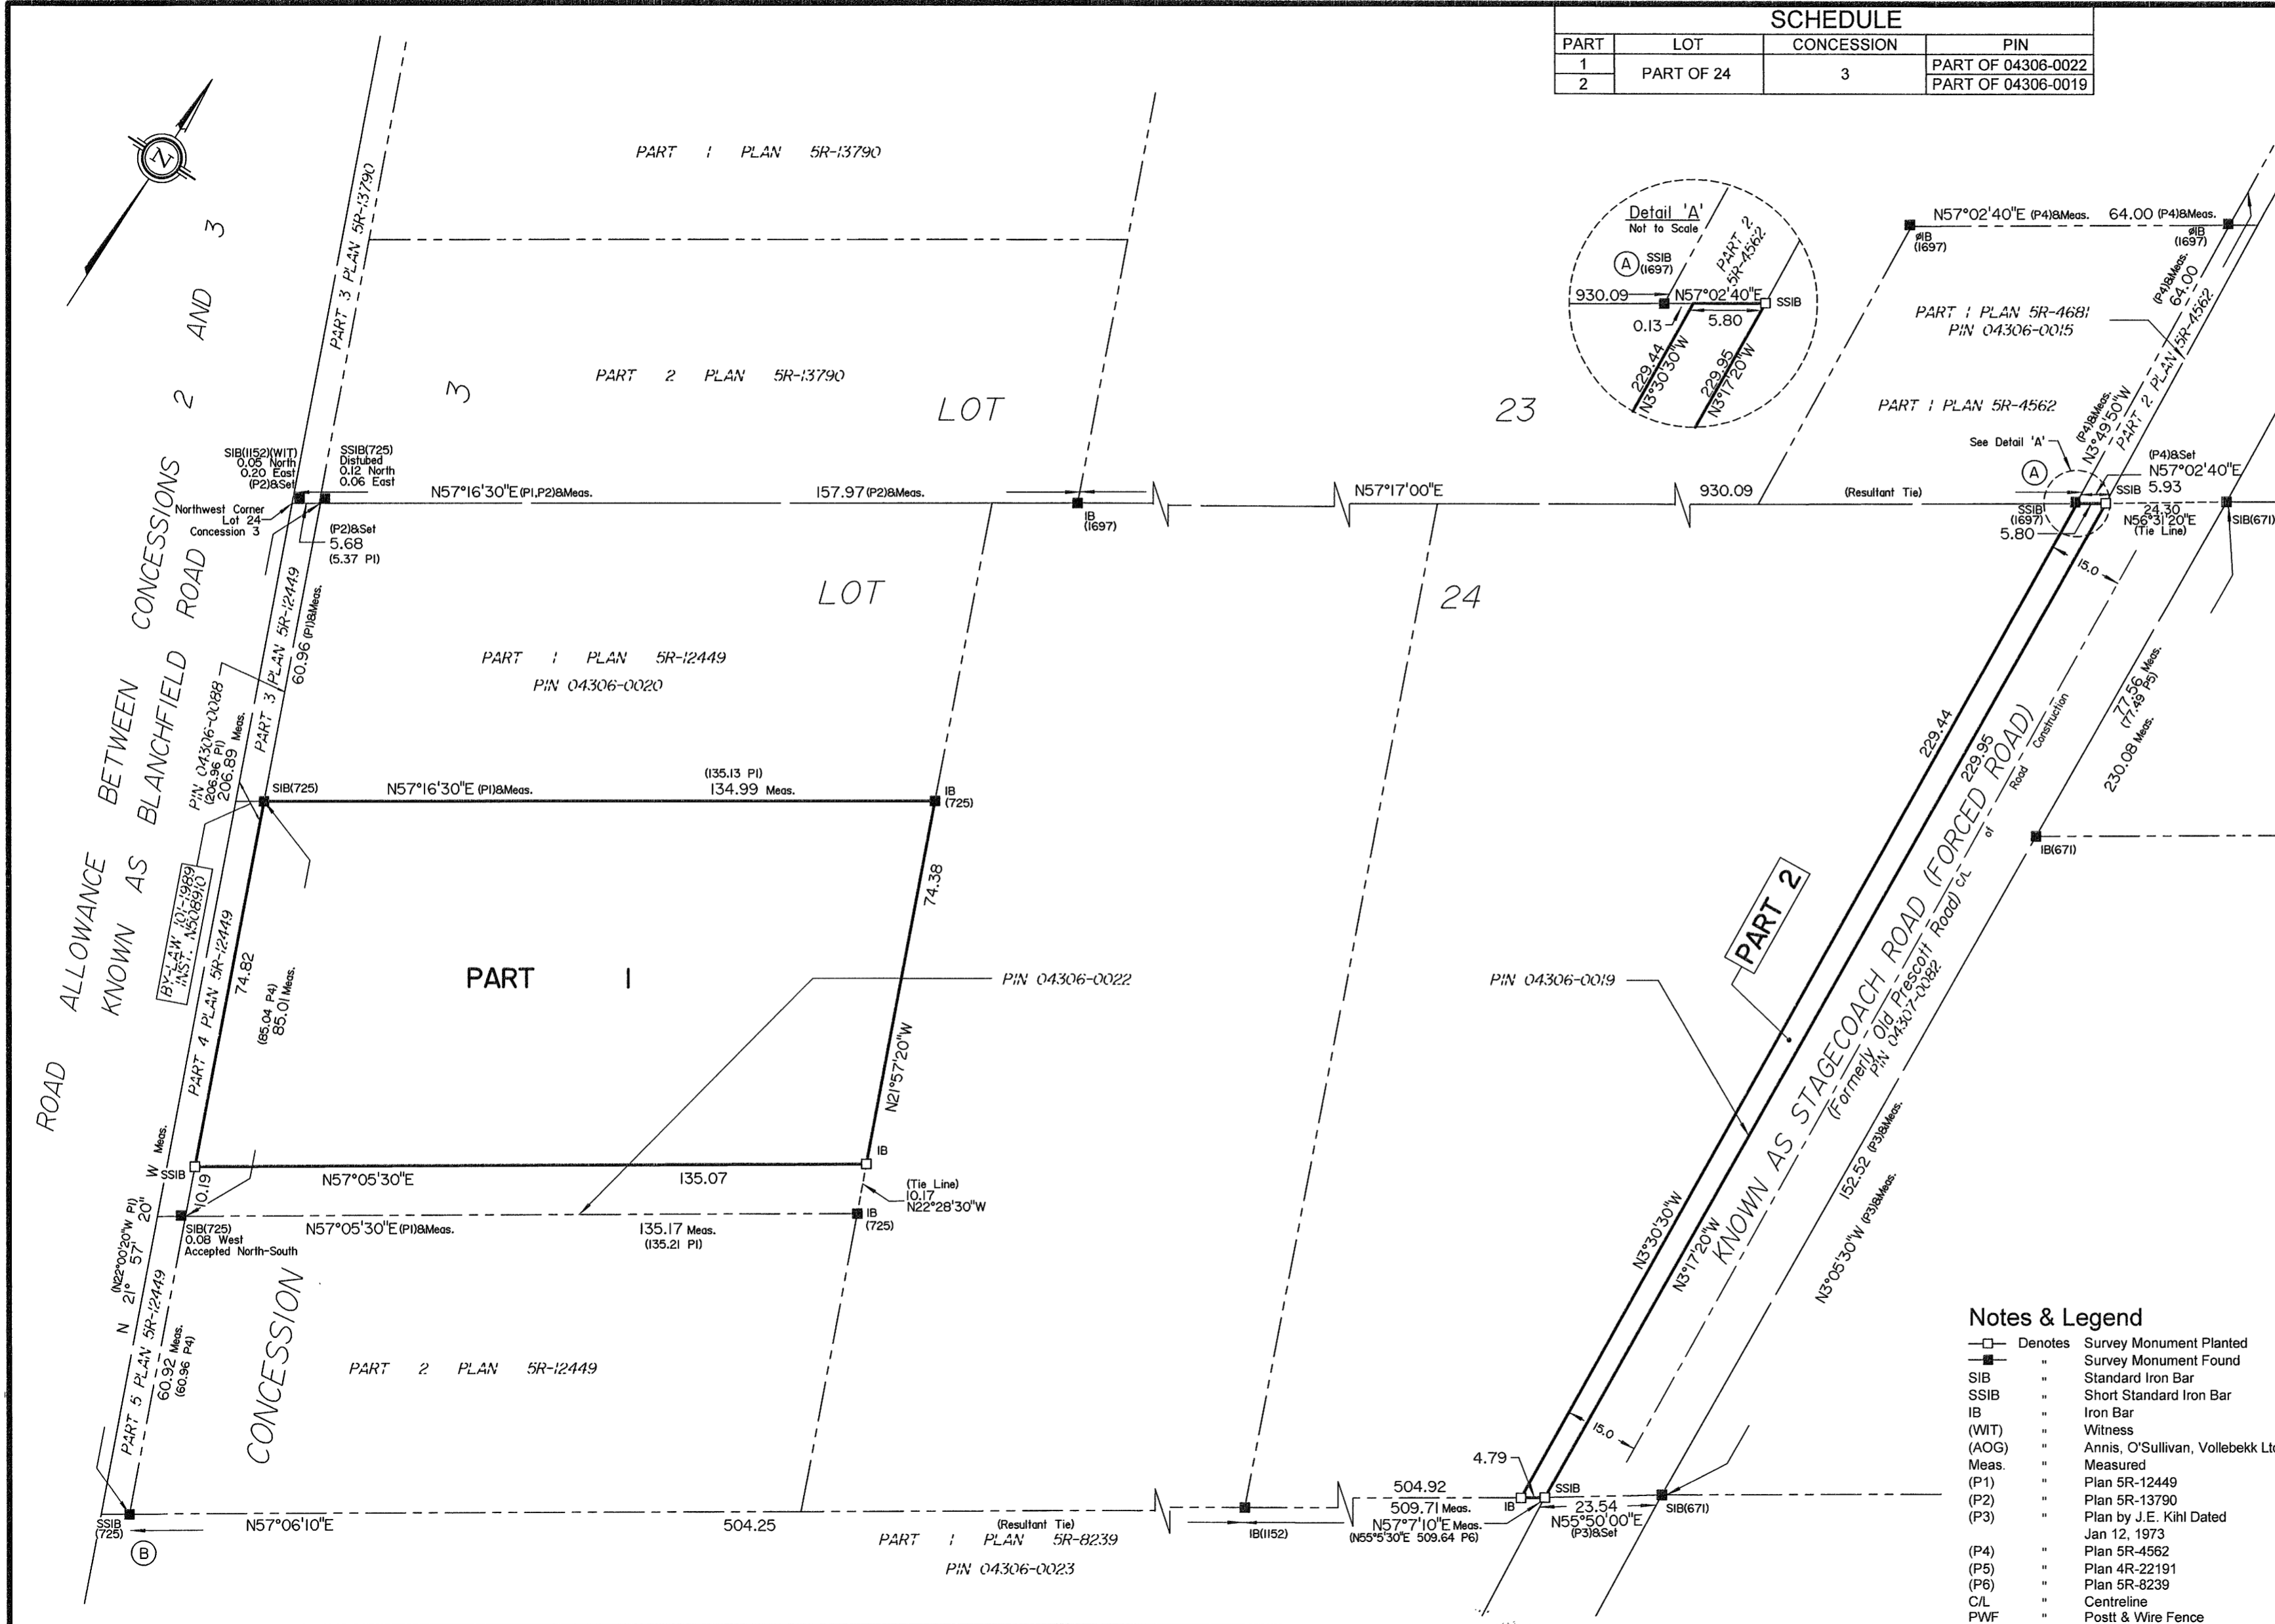 SCHEDULE
PART LOT CONCESSION PIN
1 PART OF 24 3 PART OF 04306-0022
2 PART OF 04306-0019
N
PART 1 PLAN 5R-13790
PART 3 PLAN 5R-13790
PART 2 PLAN 5R-13790
3
LOT 23
Detail 'A'
Not to Scale
PART 2
5R-4562
A SSIB
(1697)
930.09
N57°02'40"E
SSIB
0.13
5.80
229.44
N3°30'30"W
229.95
N3°17'20"W
N57°02'40"E (P4)&Meas. 64.00 (P4)&Meas.
øIB
(1697)
øIB
(1697)
(P4)&Meas.
64.00
PART 1 PLAN 5R-4681
PIN 04306-0015
PART 2 PLAN 5R-4562
PART 1 PLAN 5R-4562
See Detail 'A'
A
(P4)&Meas.
N3°49'50"W
(P4)&Set
N57°02'40"E
SSIB 5.93
SSIB
(1697)
5.80
24.30
N56°31'20"E
(Tie Line)
SIB(671)
15.0
SIB(1152)(WIT)
0.05 North
0.20 East
(P2)&Set
SSIB(725)
Distubed
0.12 North
0.06 East
Northwest Corner
Lot 24
Concession 3
(P2)&Set
5.68
(5.37 P1)
N57°16'30"E (P1,P2)&Meas.
157.97 (P2)&Meas.
IB
(1697)
N57°17'00"E
930.09
(Resultant Tie)
LOT 24
ROAD ALLOWANCE BETWEEN CONCESSIONS 2 AND 3
KNOWN AS BLANCHFIELD ROAD
PART 3 PLAN 5R-12449
60.96 (P1)&Meas.
PART 1 PLAN 5R-12449
PIN 04306-0020
PIN 04306-0088
(206.96 P1)
206.89 Meas.
SIB(725)
N57°16'30"E (P1)&Meas.
(135.13 P1)
134.99 Meas.
IB
(725)
BY-LAW 101-1989
INST. N508910
PART 4 PLAN 5R-12449
74.82
(85.04 P4)
85.01 Meas.
PART 1
74.38
N21°57'20"W
PIN 04306-0022
SSIB
10.19
N57°05'30"E
135.07
IB
(Tie Line)
10.17
N22°28'30"W
SIB(725)
0.08 West
Accepted North-South
N57°05'30"E (P1)&Meas.
135.17 Meas.
(135.21 P1)
IB
(725)
(N22°00'20"W P1)
N 21° 57' 20" W Meas.
PART 5 PLAN 5R-12449
60.92 Meas.
(60.96 P4)
CONCESSION
PART 2 PLAN 5R-12449
SSIB
(725)
B
N57°06'10"E
504.25
(Resultant Tie)
PART 1 PLAN 5R-8239
PIN 04306-0023
IB(1152)
504.92
509.71 Meas.
N57°7'10"E Meas.
(N55°5'30"E 509.64 P6)
4.79
IB
SSIB
23.54
N55°50'00"E
(P3)&Set
SIB(671)
15.0
PIN 04306-0019
PART 2
229.44
229.95
N3°30'30"W
N3°17'20"W
KNOWN AS STAGECOACH ROAD (FORCED ROAD)
(Formerly Old Prescott Road)
PIN 04307-0082
C/L of Road Construction
77.56 Meas.
(77.49 P5)
230.08 Meas.
IB(671)
152.52 (P3)&Meas.
N3°05'30"W (P3)&Meas.
Notes & Legend
Denotes Survey Monument Planted
" Survey Monument Found
SIB " Standard Iron Bar
SSIB " Short Standard Iron Bar
IB " Iron Bar
(WIT) " Witness
(AOG) " Annis, O'Sullivan, Vollebekk Ltd
Meas. " Measured
(P1) " Plan 5R-12449
(P2) " Plan 5R-13790
(P3) " Plan by J.E. Kihl Dated
Jan 12, 1973
(P4) " Plan 5R-4562
(P5) " Plan 4R-22191
(P6) " Plan 5R-8239
C/L " Centreline
PWF " Postt & Wire Fence